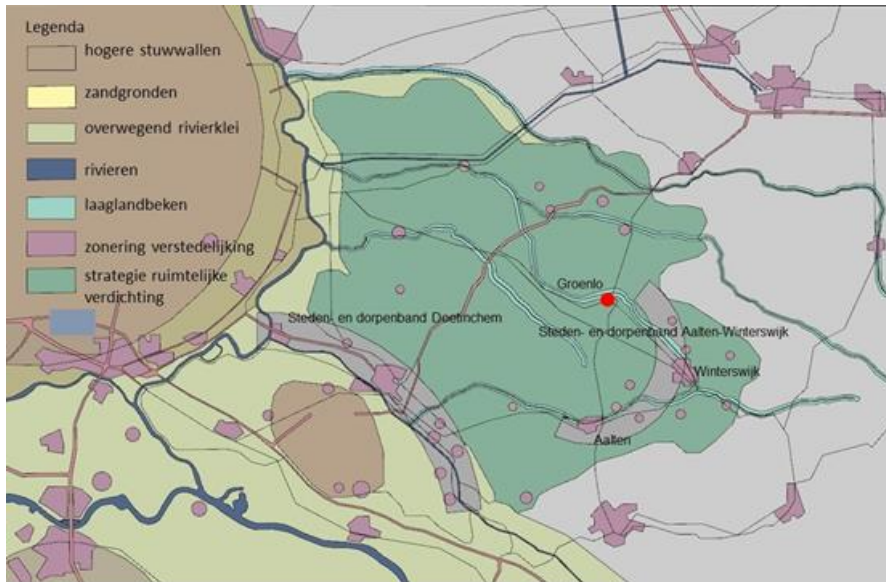 Legenda
hogere stuwwallen
zandgronden
overwegend rivierklei
rivieren
laaglandbeken
zonering verstedelijking
strategie ruimtelijke
verdichting
Groenlo
Steden- en dorpenband Doetinchem
Steden- en dorpenband Aalten-Winterswijk
Winterswijk
Aalten